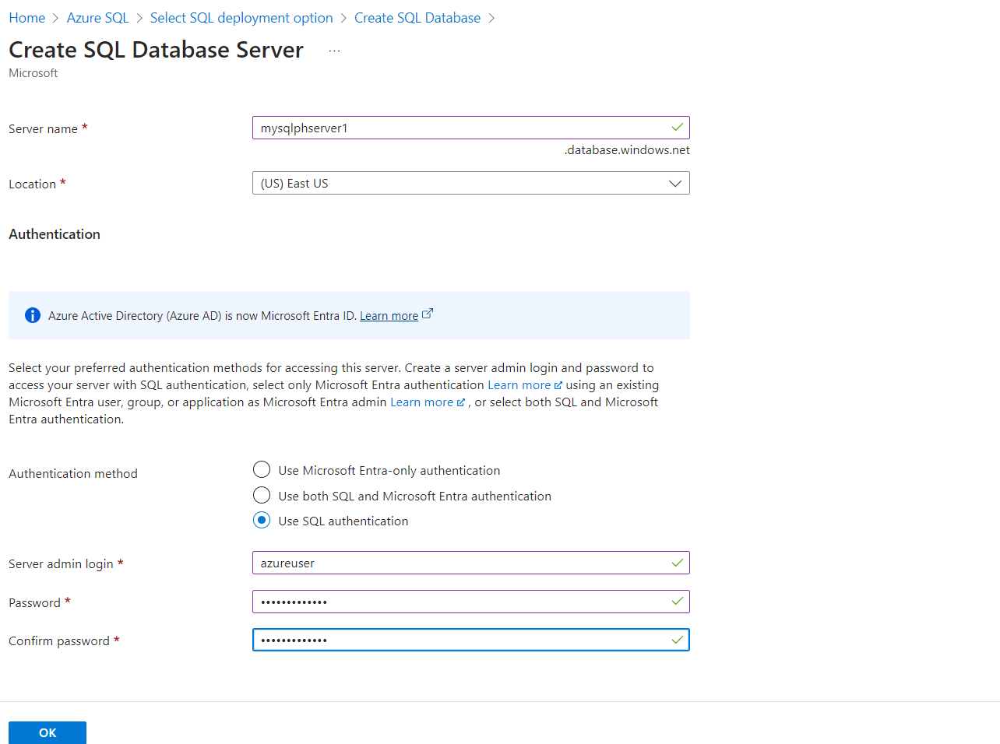 Home > Azure SQL > Select SQL deployment option > Create SQL Database >
Create SQL Database Server ...
Microsoft
Server name *
mysqlphserver1
.database.windows.net
Location *
(US) East US
Authentication
Azure Active Directory (Azure AD) is now Microsoft Entra ID. Learn more
Select your preferred authentication methods for accessing this server. Create a server admin login and password to
access your server with SQL authentication, select only Microsoft Entra authentication Learn more using an existing
Microsoft Entra user, group, or application as Microsoft Entra admin Learn more , or select both SQL and Microsoft
Entra authentication.
Authentication method
Use Microsoft Entra-only authentication
Use both SQL and Microsoft Entra authentication
Use SQL authentication
Server admin login *
azureuser
Password *
•••••••••••••
Confirm password *
•••••••••••••
OK